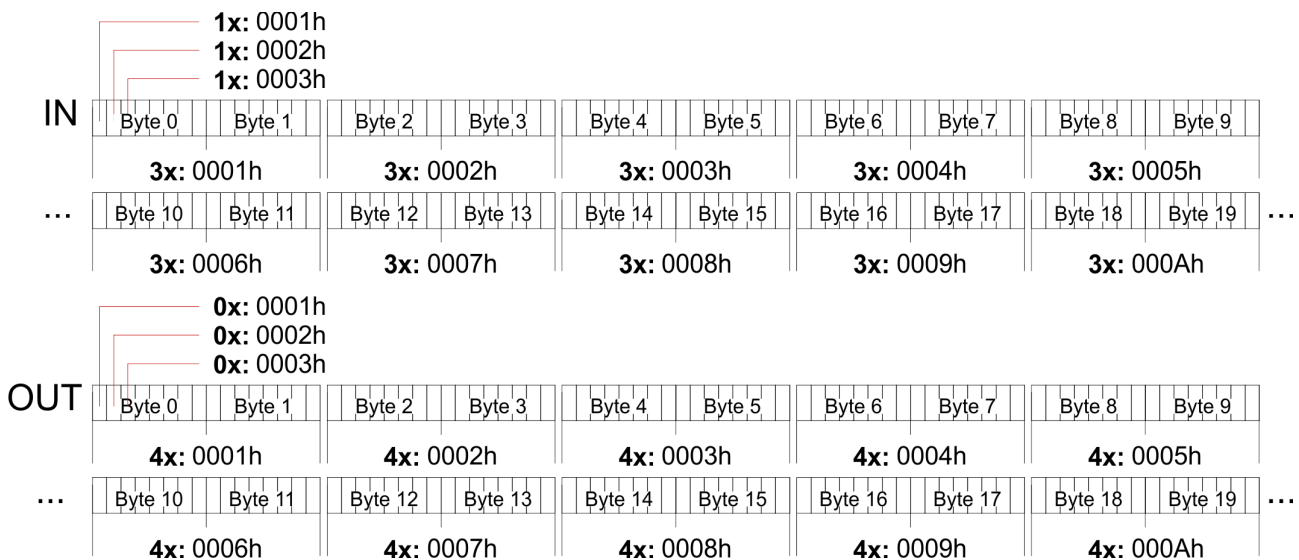 1x: 0001h
1x: 0002h
1x: 0003h
IN Byte 0 Byte 1 Byte 2 Byte 3 Byte 4 Byte 5 Byte 6 Byte 7 Byte 8 Byte 9
3x: 0001h 3x: 0002h 3x: 0003h 3x: 0004h 3x: 0005h
... Byte 10 Byte 11 Byte 12 Byte 13 Byte 14 Byte 15 Byte 16 Byte 17 Byte 18 Byte 19 ...
3x: 0006h 3x: 0007h 3x: 0008h 3x: 0009h 3x: 000Ah
0x: 0001h
0x: 0002h
0x: 0003h
OUT Byte 0 Byte 1 Byte 2 Byte 3 Byte 4 Byte 5 Byte 6 Byte 7 Byte 8 Byte 9
4x: 0001h 4x: 0002h 4x: 0003h 4x: 0004h 4x: 0005h
... Byte 10 Byte 11 Byte 12 Byte 13 Byte 14 Byte 15 Byte 16 Byte 17 Byte 18 Byte 19 ...
4x: 0006h 4x: 0007h 4x: 0008h 4x: 0009h 4x: 000Ah